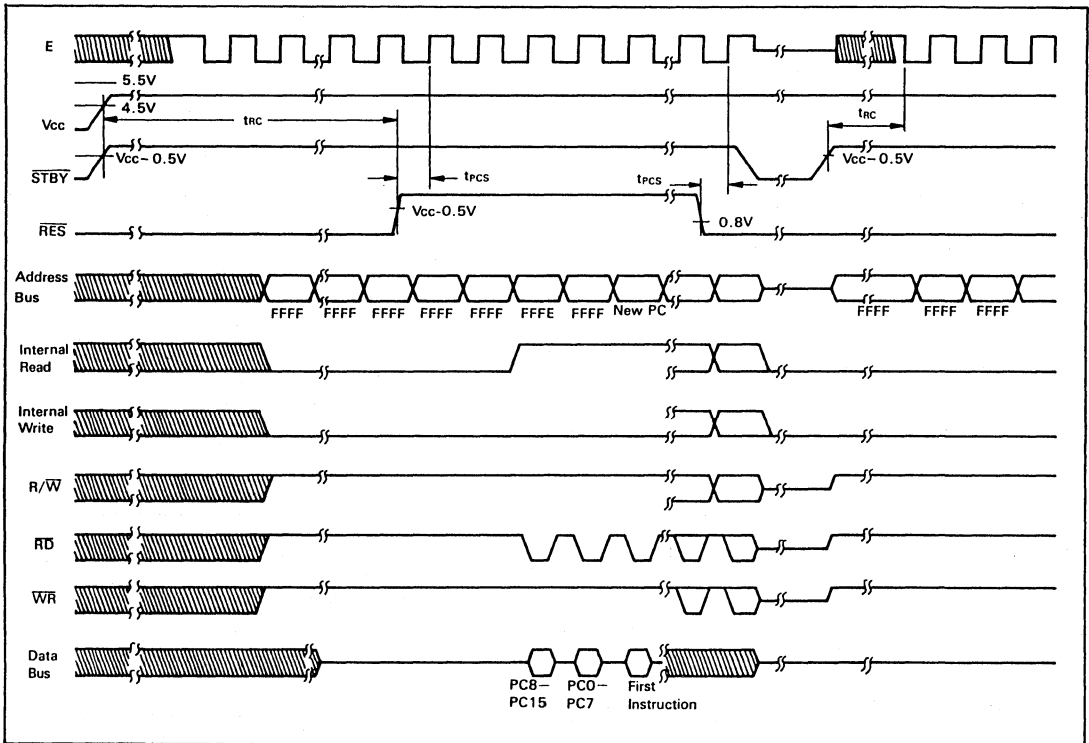 E
5.5V
4.5V
Vcc
tRC
tRC
Vcc-0.5V
Vcc-0.5V
STBY
tPCS
tPCS
Vcc-0.5V
0.8V
RES
Address
Bus
FFFF FFFF FFFF FFFF FFFF FFFE FFFF New PC FFFF FFFF FFFF
Internal
Read
Internal
Write
R/W
RD
WR
Data
Bus
PC8– PC0– First
PC15 PC7 Instruction